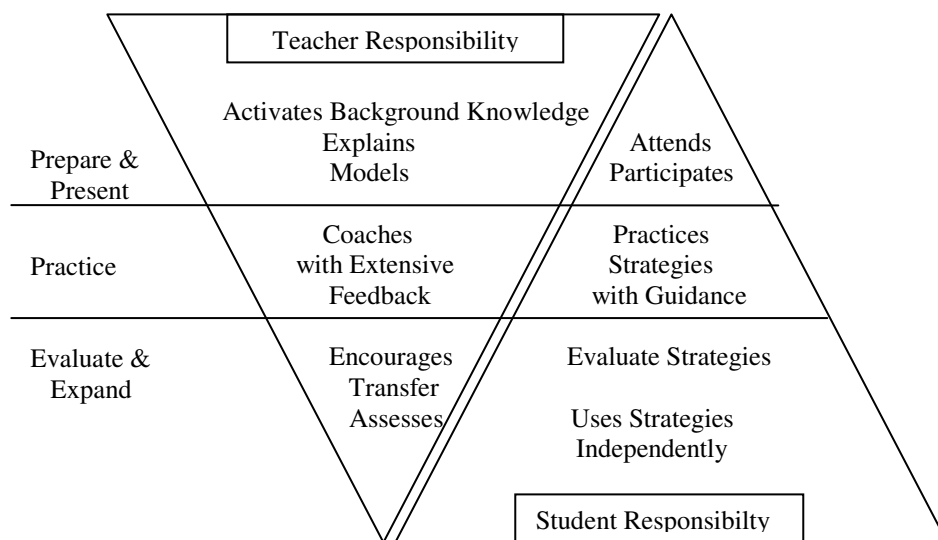 Teacher Responsibility
Activates Background Knowledge
Explains
Models
Attends
Participates
Prepare &
Present
Coaches
with Extensive
Feedback
Practices
Strategies
with Guidance
Practice
Encourages
Transfer
Assesses
Evaluate Strategies
Uses Strategies
Independently
Evaluate &
Expand
Student Responsibilty